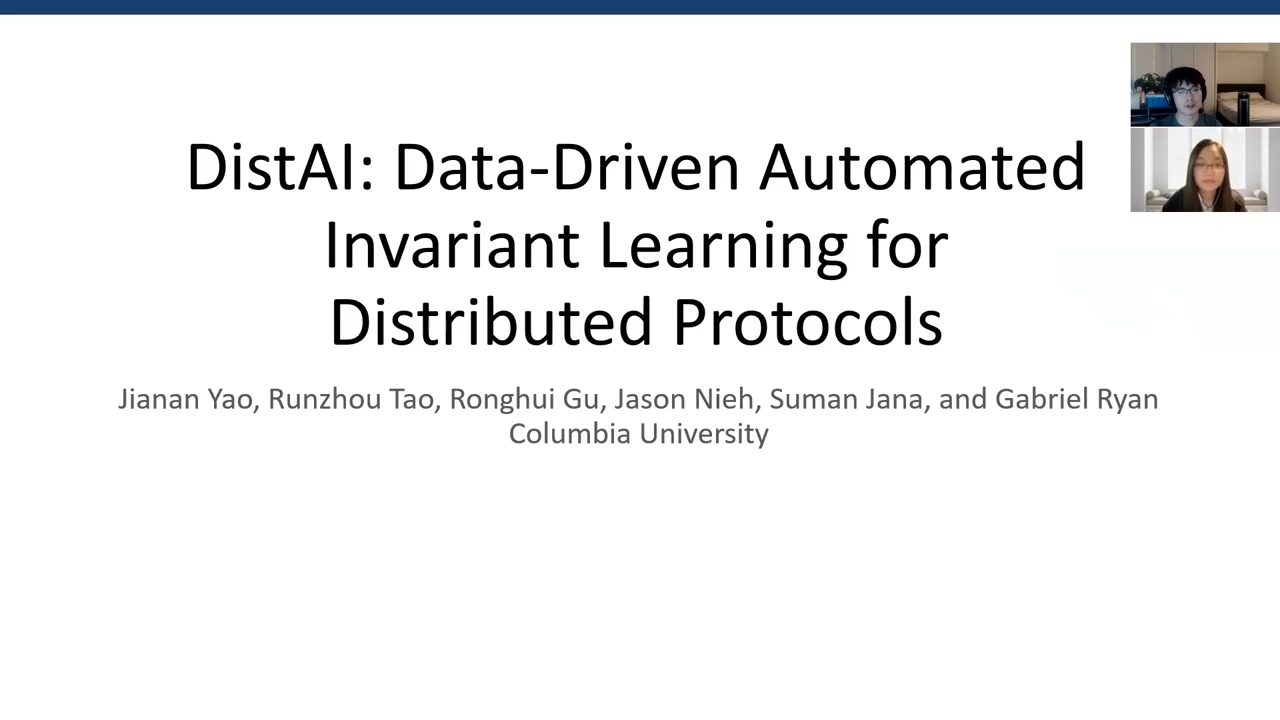 DistAI: Data-Driven Automated
Invariant Learning for
Distributed Protocols
Jianan Yao, Runzhou Tao, Ronghui Gu, Jason Nieh, Suman Jana, and Gabriel Ryan
Columbia University